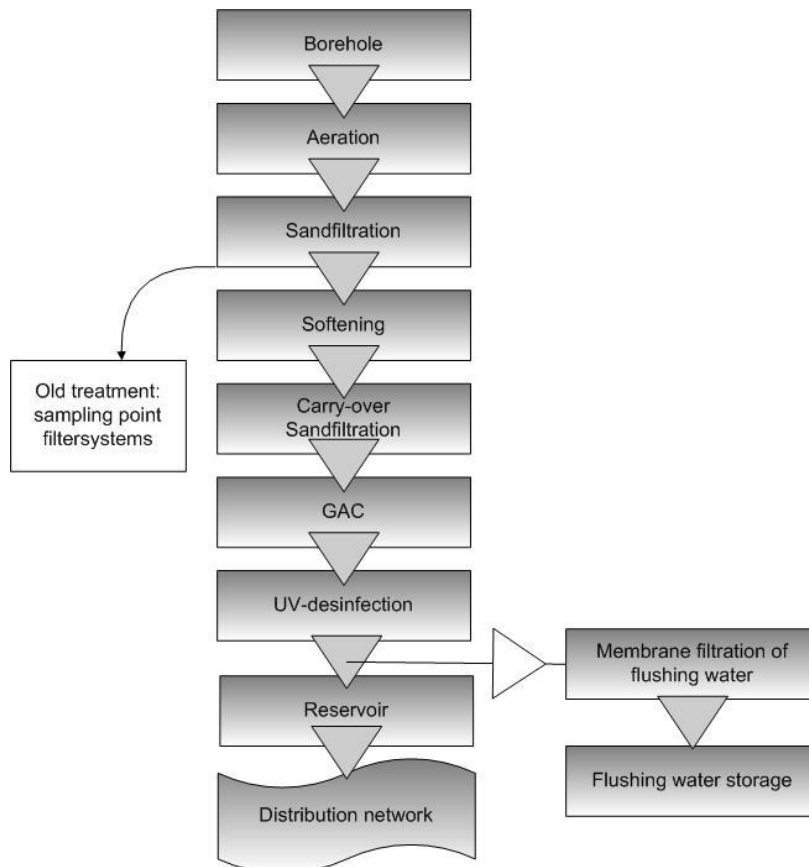 Borehole
Aeration
Sandfiltration
Softening
Old treatment:
sampling point
filtersystems
Carry-over
Sandfiltration
GAC
UV-desinfection
Membrane filtration of
flushing water
Reservoir
Flushing water storage
Distribution network